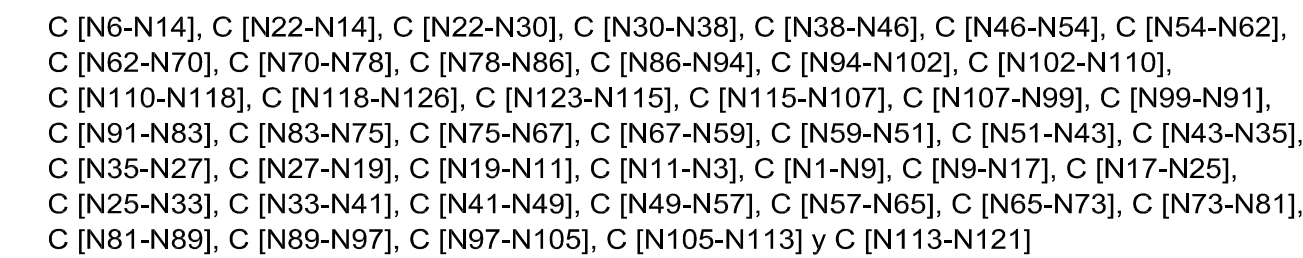 C [N6-N14], C [N22-N14], C [N22-N30], C [N30-N38], C [N38-N46], C [N46-N54], C [N54-N62],
C [N62-N70], C [N70-N78], C [N78-N86], C [N86-N94], C [N94-N102], C [N102-N110],
C [N110-N118], C [N118-N126], C [N123-N115], C [N115-N107], C [N107-N99], C [N99-N91],
C [N91-N83], C [N83-N75], C [N75-N67], C [N67-N59], C [N59-N51], C [N51-N43], C [N43-N35],
C [N35-N27], C [N27-N19], C [N19-N11], C [N11-N3], C [N1-N9], C [N9-N17], C [N17-N25],
C [N25-N33], C [N33-N41], C [N41-N49], C [N49-N57], C [N57-N65], C [N65-N73], C [N73-N81],
C [N81-N89], C [N89-N97], C [N97-N105], C [N105-N113] y C [N113-N121]